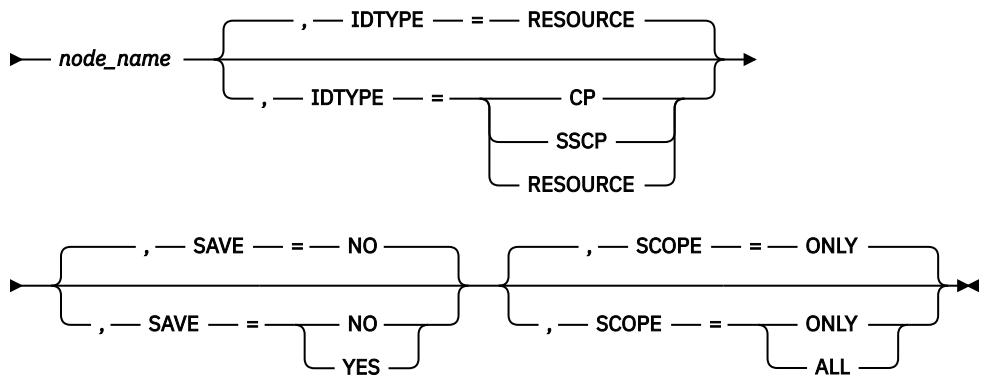 , IDTYPE = RESOURCE
node_name
, IDTYPE = CP
SSCP
RESOURCE
, SAVE = NO , SCOPE = ONLY
, SAVE = NO , SCOPE = ONLY
YES ALL